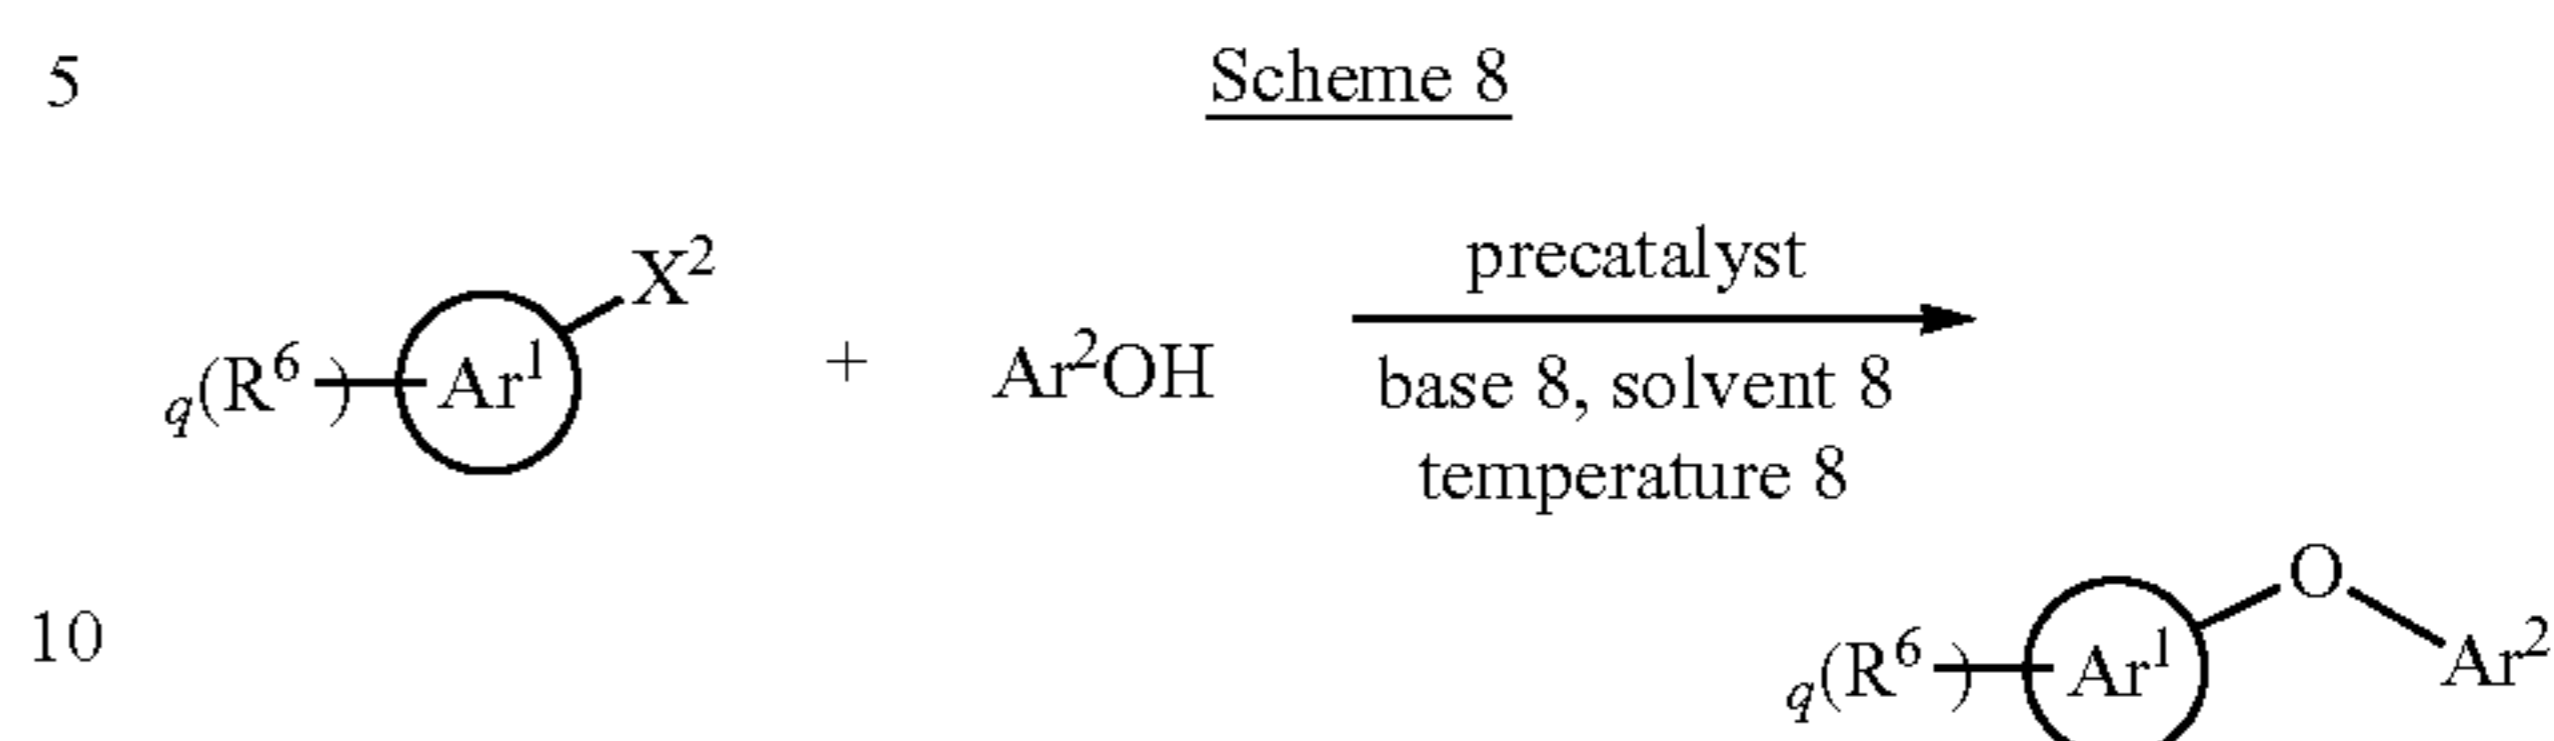 5
Scheme 8
q(R⁶ ) Ar¹ X² + Ar²OH
precatalyst
base 8, solvent 8
temperature 8
10
q(R⁶ ) Ar¹ O Ar²